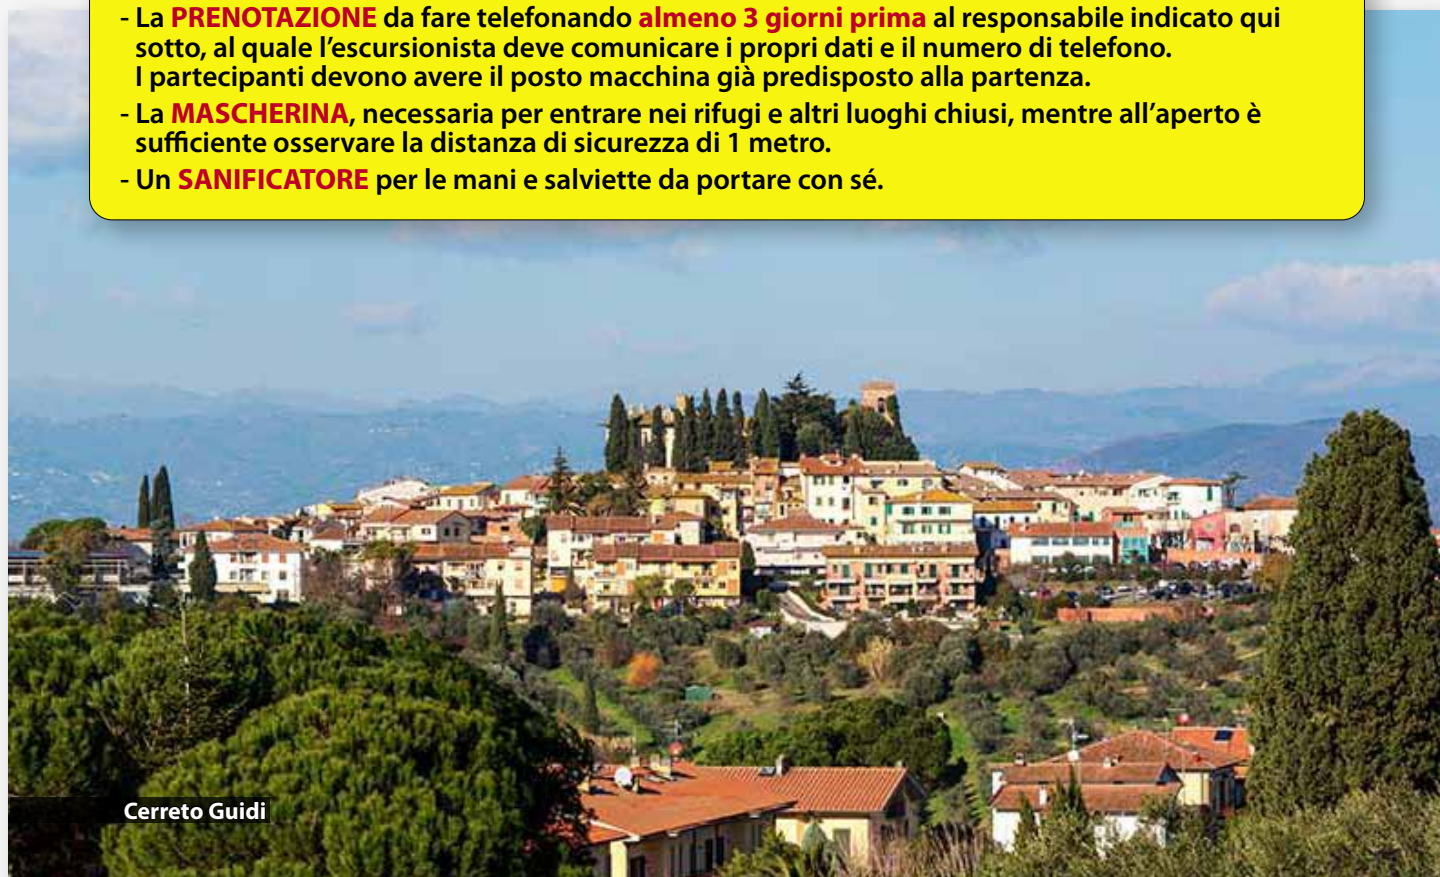 - La PRENOTAZIONE da fare telefonando almeno 3 giorni prima al responsabile indicato qui
sotto, al quale l’escursionista deve comunicare i propri dati e il numero di telefono.
I partecipanti devono avere il posto macchina già predisposto alla partenza.
- La MASCHERINA, necessaria per entrare nei rifugi e altri luoghi chiusi, mentre all’aperto è
sufficiente osservare la distanza di sicurezza di 1 metro.
- Un SANIFICATORE per le mani e salviette da portare con sé.
Cerreto Guidi